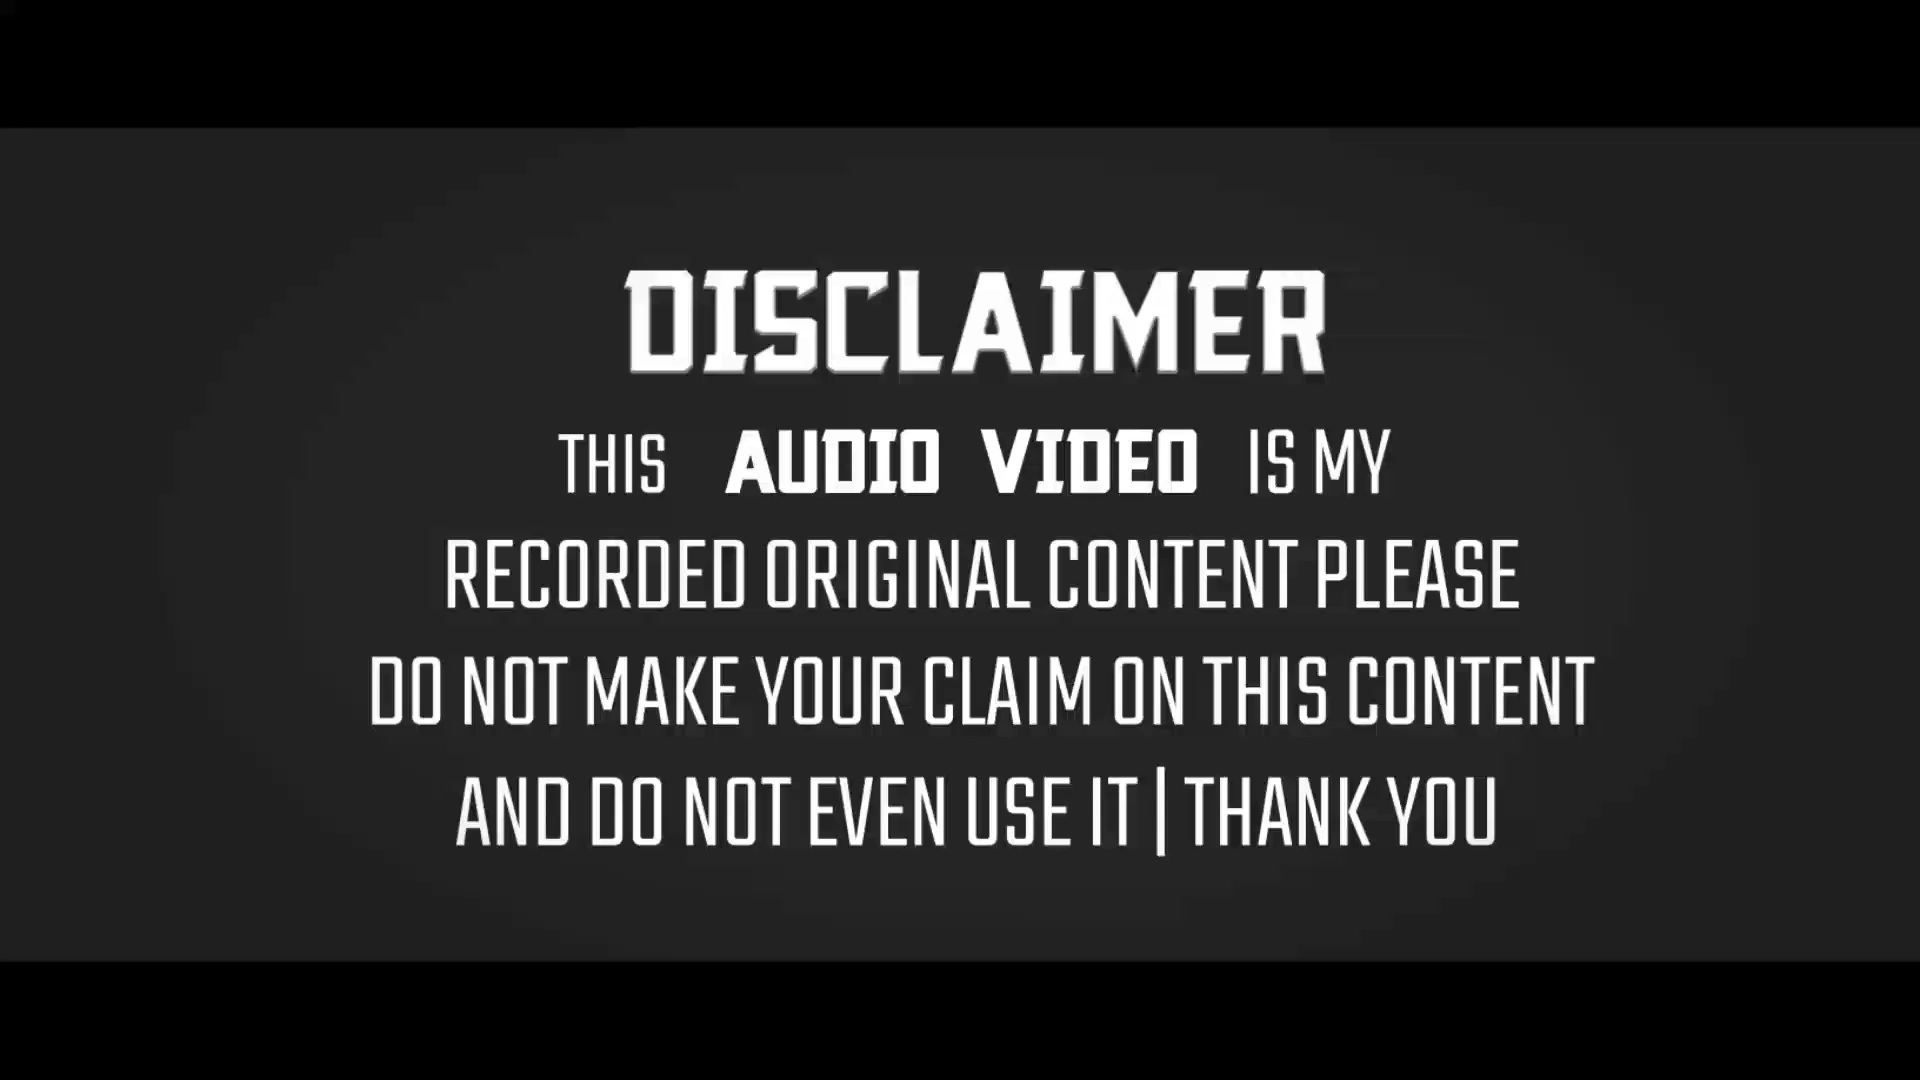 DISCLAIMER
THIS AUDIO VIDEO IS MY
RECORDED ORIGINAL CONTENT PLEASE
DO NOT MAKE YOUR CLAIM ON THIS CONTENT
AND DO NOT EVEN USE IT | THANK YOU